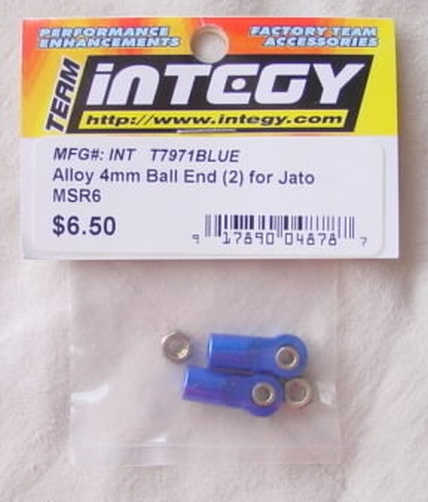 PERFORMANCE
ENHANCEMENTS
FACTORY TEAM
ACCESSORIES
TEAM
iNTEGY
http://www.integy.com
MFG#: INT T7971BLUE
Alloy 4mm Ball End (2) for Jato
MSR6
$6.50
9 17890 04878 7